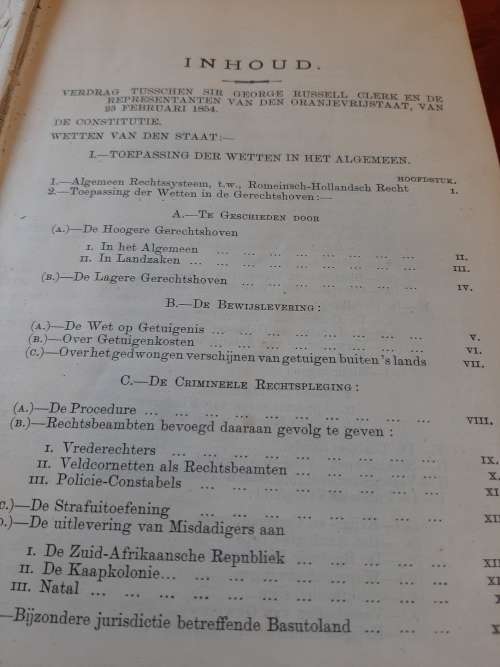 INHOUD.
VERDRAG TUSSCHEN SIR GEORGE RUSSELL CLERK EN DE
REPRESENTANTEN VAN DEN ORANJEVRIJSTAAT, VAN
23 FEBRUARI 1854.
DE CONSTITUTIE.
WETTEN VAN DEN STAAT:—
I.—TOEPASSING DER WETTEN IN HET ALGEMEEN.
HOOFDSTUK.
1.—Algemeen Rechtssysteem, t.w., Romeinsch-Hollandsch Recht I.
2.—Toepassing der Wetten in de Gerechtshoven:—
A.—TE GESCHIEDEN DOOR
(A.)—De Hoogere Gerechtshoven
I. In het Algemeen ... ... ... ... ... ... II.
II. In Landzaken ... ... ... ... ... ... ... III.
(B.)—De Lagere Gerechtshoven ... ... ... ... ... IV.
B.—DE BEWIJSLEVERING:
(A.)—De Wet op Getuigenis ... ... ... ... ... ... V.
(B.)—Over Getuigenkosten ... ... ... ... ... ... VI.
(C.)—Over het gedwongen verschijnen van getuigen buiten 's lands VII.
C.—DE CRIMINEELE RECHTSPLEGING:
(A.)—De Procedure ... ... ... ... ... ... ... ... VIII.
(B.)—Rechtsbeambten bevoegd daaraan gevolg te geven:
I. Vrederechters ... ... ... ... ... ... IX.
II. Veldcornetten als Rechtsbeamten ... ... ... ... X.
III. Policie-Constabels ... ... ... ... ... ... XI
C.)—De Strafuitoefening ... ... ... ... ... ... XII
.)—De uitlevering van Misdadigers aan
I. De Zuid-Afrikaansche Republiek ... ... ... ... XII
II. De Kaapkolonie... ... ... ... ... ... ... XI
III. Natal ... ... ... ... ... ... ... ... X
—Bijzondere jurisdictie betreffende Basutoland ... ... ... X